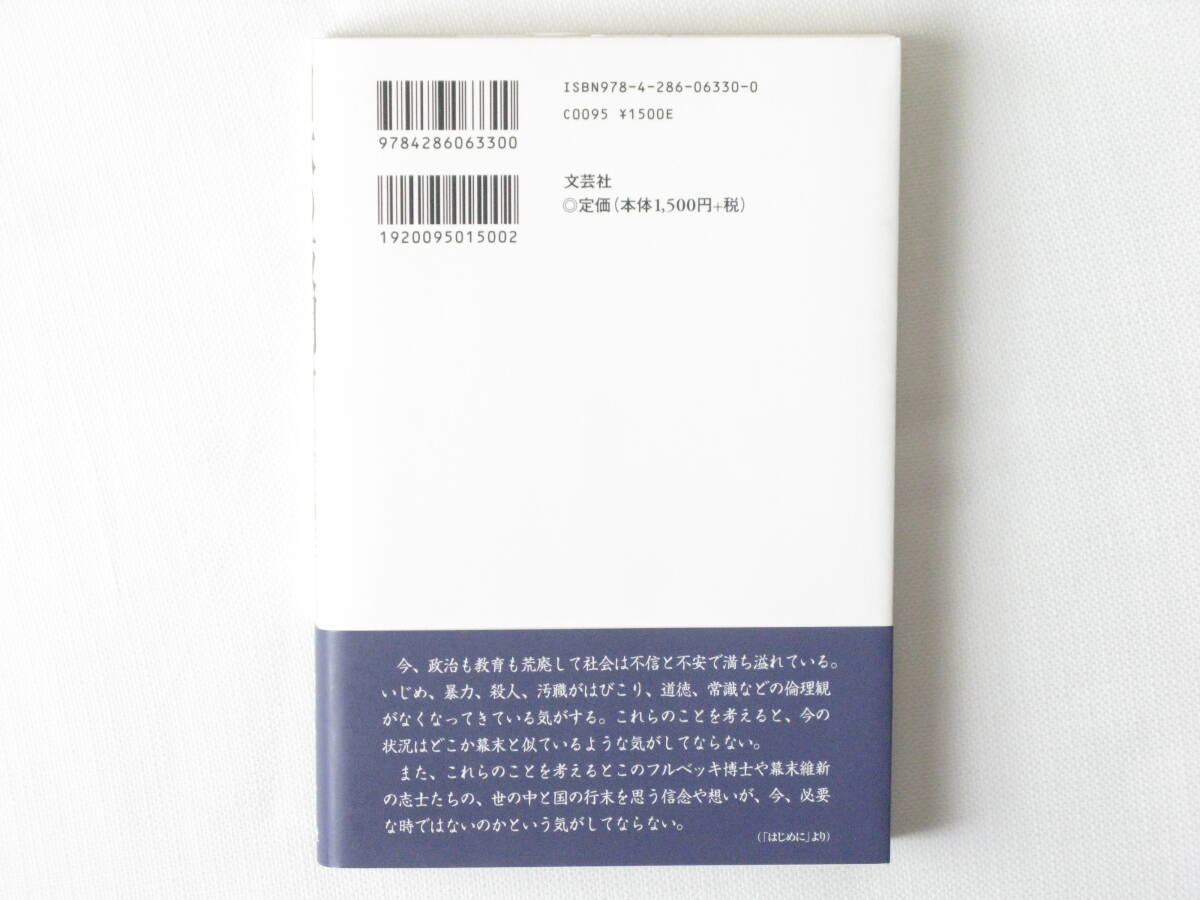 ISBN978-4-286-06330-0
C0095 ¥1500E
9784286063300
文芸社
◎定価(本体1,500円+税)
1920095015002
今、政治も教育も荒廃して社会は不信と不安で満ち溢れている。
いじめ、暴力、殺人、汚職がはびこり、道徳、常識などの倫理観
がなくなってきている気がする。これらのことを考えると、今の
状況はどこか幕末と似ているような気がしてならない。
また、これらのことを考えるとこのフルベッキ博士や幕末維新
の志士たちの、世の中と国の行末を思う信念や想いが、今、必要
な時ではないのかという気がしてならない。
(「はじめに」より)